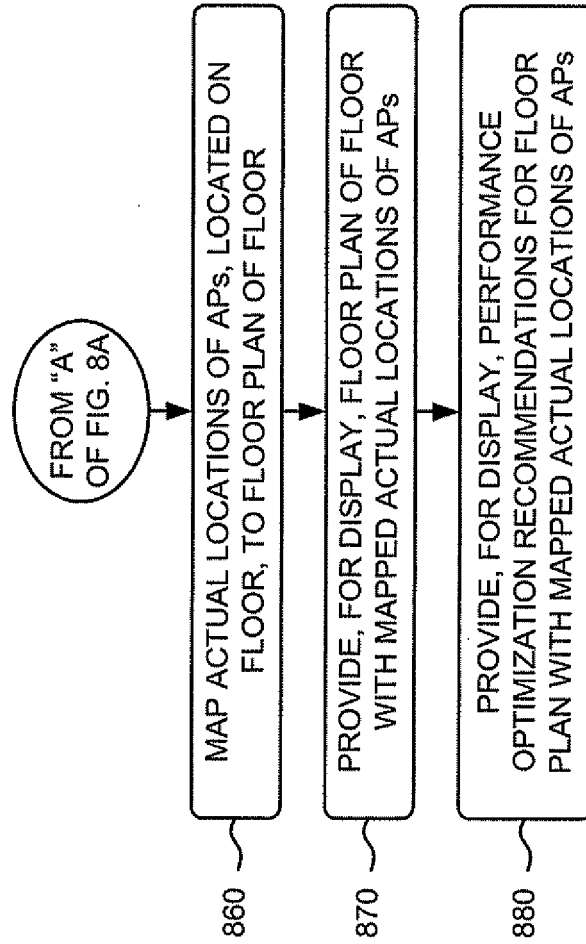 FROM "A"
OF FIG. 8A
860
MAP ACTUAL LOCATIONS OF APs, LOCATED ON
FLOOR, TO FLOOR PLAN OF FLOOR
870
PROVIDE, FOR DISPLAY, FLOOR PLAN OF FLOOR
WITH MAPPED ACTUAL LOCATIONS OF APs
880
PROVIDE, FOR DISPLAY, PERFORMANCE
OPTIMIZATION RECOMMENDATIONS FOR FLOOR
PLAN WITH MAPPED ACTUAL LOCATIONS OF APs